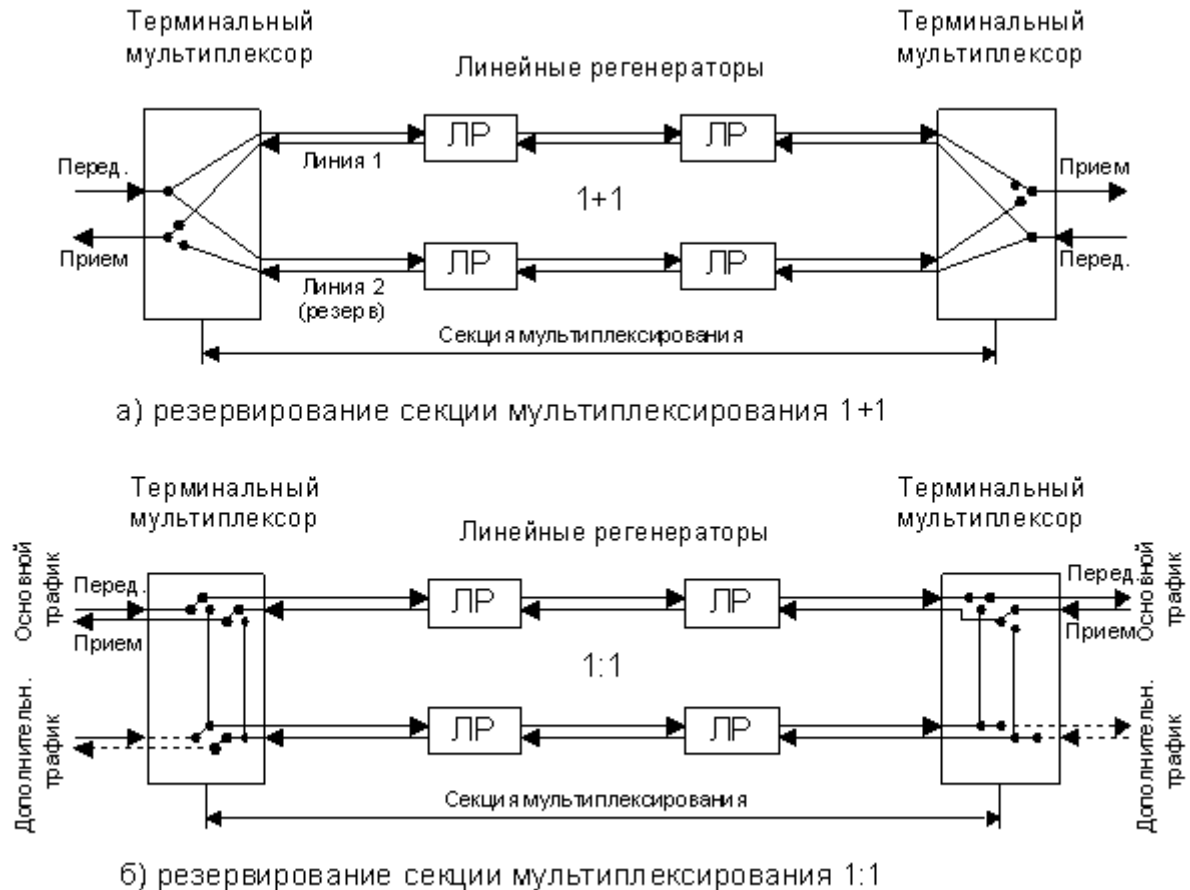 Терминальный
мультиплексор
Терминальный
мультиплексор
Линейные регенераторы
Перед.
Прием
Линия 1
ЛР
ЛР
1+1
Прием
Перед.
Линия 2
(резерв)
ЛР
ЛР
Секция мультиплексирования
а) резервирование секции мультиплексирования 1+1
Терминальный
мультиплексор
Терминальный
мультиплексор
Линейные регенераторы
Основной
трафик
Перед.
Прием
ЛР
ЛР
Перед.
Прием
Основной
трафик
1:1
Дополнительн.
трафик
ЛР
ЛР
Дополнительн.
трафик
Секция мультиплексирования
б) резервирование секции мультиплексирования 1:1